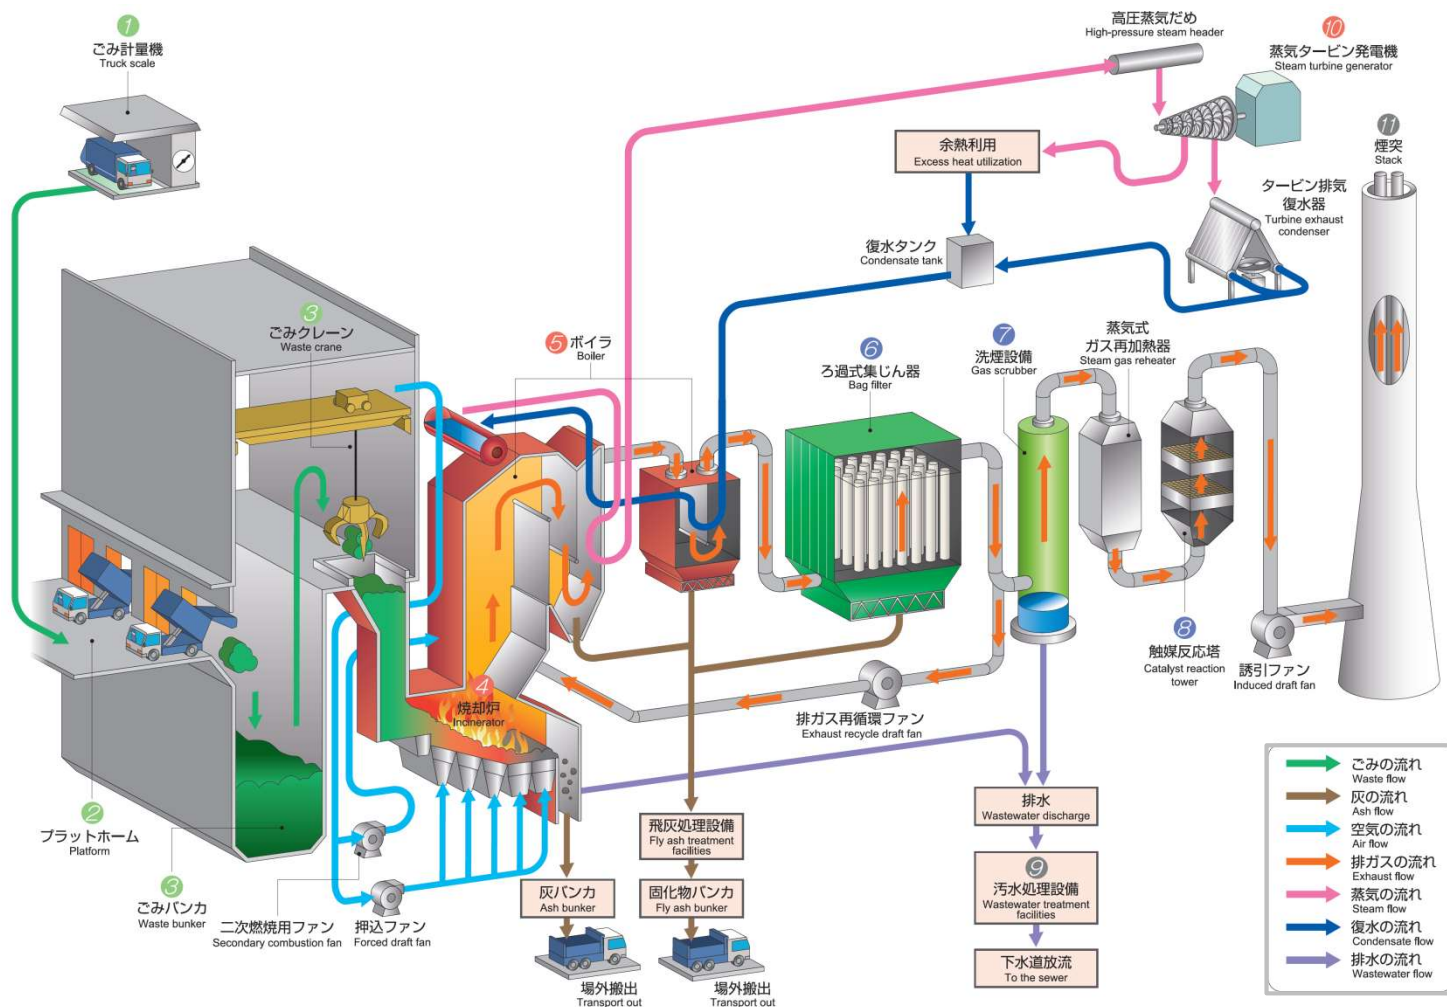 1
ごみ計量機
Truck scale
高圧蒸気だめ
High-pressure steam header
10
蒸気タービン発電機
Steam turbine generator
11
煙突
Stack
余熱利用
Excess heat utilization
タービン排気
復水器
Turbine exhaust
condenser
復水タンク
Condensate tank
3
ごみクレーン
Waste crane
5 ボイラ
Boiler
6
ろ過式集じん器
Bag filter
7
洗煙設備
Gas scrubber
蒸気式
ガス再加熱器
Steam gas reheater
8
触媒反応塔
Catalyst reaction
tower
誘引ファン
Induced draft fan
4
焼却炉
Incinerator
排ガス再循環ファン
Exhaust recycle draft fan
2
プラットホーム
Platform
3
ごみバンカ
Waste bunker
二次燃焼用ファン
Secondary combustion fan
押込ファン
Forced draft fan
灰バンカ
Ash bunker
場外搬出
Transport out
飛灰処理設備
Fly ash treatment
facilities
固化物バンカ
Fly ash bunker
場外搬出
Transport out
排水
Wastewater discharge
9
汚水処理設備
Wastewater treatment
facilities
下水道放流
To the sewer
ごみの流れ
Waste flow
灰の流れ
Ash flow
空気の流れ
Air flow
排ガスの流れ
Exhaust flow
蒸気の流れ
Steam flow
復水の流れ
Condensate flow
排水の流れ
Wastewater flow